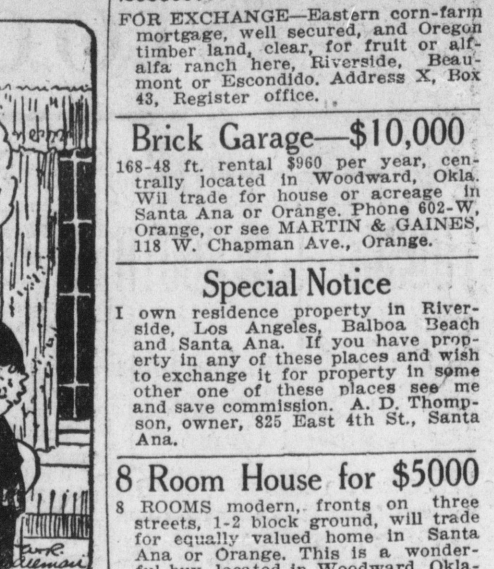 FOR EXCHANGE—Eastern corn-farm
mortgage, well secured, and Oregon
timber land, clear, for fruit or alf-
alfa ranch here, Riverside, Beau-
mont or Escondido. Address X, Box
43, Register office.
Brick Garage—$10,000
168-48 ft. rental $960 per year, cen-
trally located in Woodward, Okla.
Wil trade for house or acreage in
Santa Ana or Orange. Phone 602-W,
Orange, or see MARTIN & GAINES,
118 W. Chapman Ave., Orange.
Special Notice
I own residence property in River-
side, Los Angeles, Balboa Beach
and Santa Ana. If you have prop-
erty in any of these places and wish
to exchange it for property in some
other one of these places see me
and save commission. A. D. Thomp-
son, owner, 825 East 4th St., Santa
Ana.
8 Room House for $5000
8 ROOMS modern, fronts on three
streets, 1-2 block ground, will trade
for equally valued home in Santa
Ana or Orange. This is a wonder-
ful buy, located in Woodward, Okla-